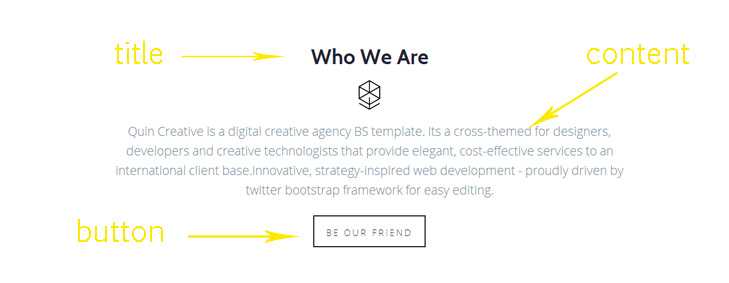 title
Who We Are
content
Quin Creative is a digital creative agency BS template. Its a cross-themed for designers,
developers and creative technologists that provide elegant, cost-effective services to an
international client base.Innovative, strategy-inspired web development - proudly driven by
twitter bootstrap framework for easy editing.
button
BE OUR FRIEND